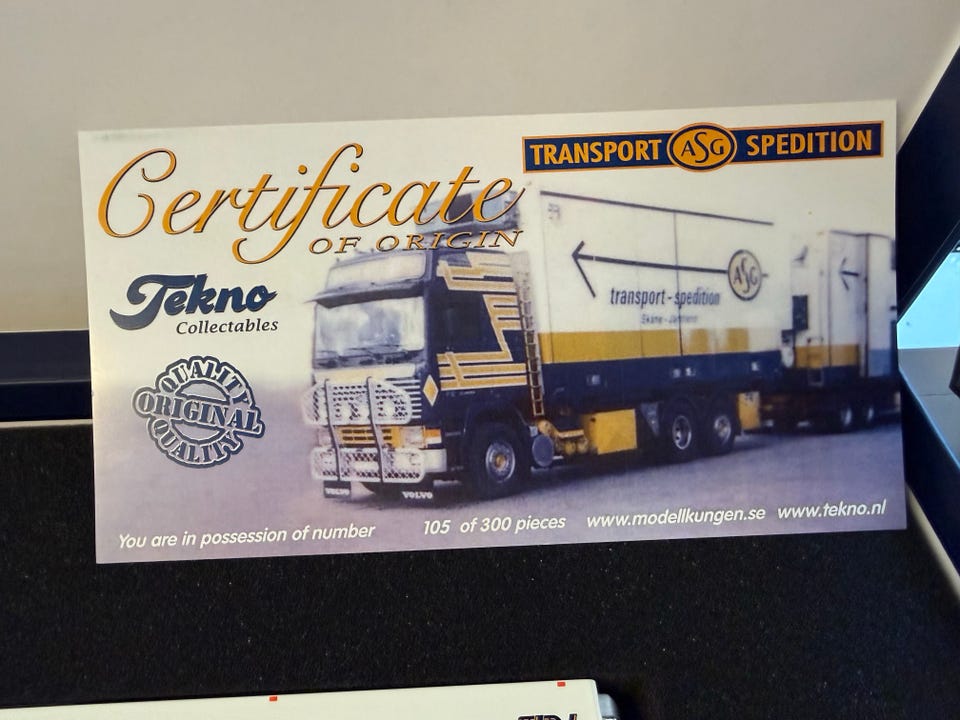 Certificate
OF ORIGIN
TRANSPORT ASG SPEDITION
Tekno
Collectables
QUALITY
ORIGINAL
QUALITY
ASG
transport-spedition
VOLVO
VOLVO
You are in possession of number 105 of 300 pieces www.modellkungen.se www.tekno.nl